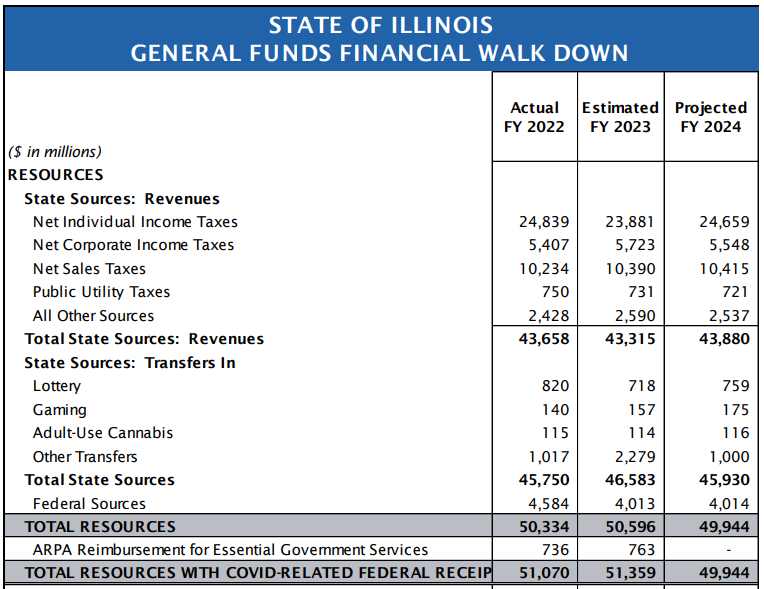 STATE OF ILLINOIS
GENERAL FUNDS FINANCIAL WALK DOWN
Actual Estimated Projected
FY 2022 FY 2023 FY 2024
($ in millions)
RESOURCES
State Sources: Revenues
Net Individual Income Taxes 24,839 23,881 24,659
Net Corporate Income Taxes 5,407 5,723 5,548
Net Sales Taxes 10,234 10,390 10,415
Public Utility Taxes 750 731 721
All Other Sources 2,428 2,590 2,537
Total State Sources: Revenues 43,658 43,315 43,880
State Sources: Transfers In
Lottery 820 718 759
Gaming 140 157 175
Adult-Use Cannabis 115 114 116
Other Transfers 1,017 2,279 1,000
Total State Sources 45,750 46,583 45,930
Federal Sources 4,584 4,013 4,014
TOTAL RESOURCES 50,334 50,596 49,944
ARPA Reimbursement for Essential Government Services 736 763 -
TOTAL RESOURCES WITH COVID-RELATED FEDERAL RECEIP 51,070 51,359 49,944